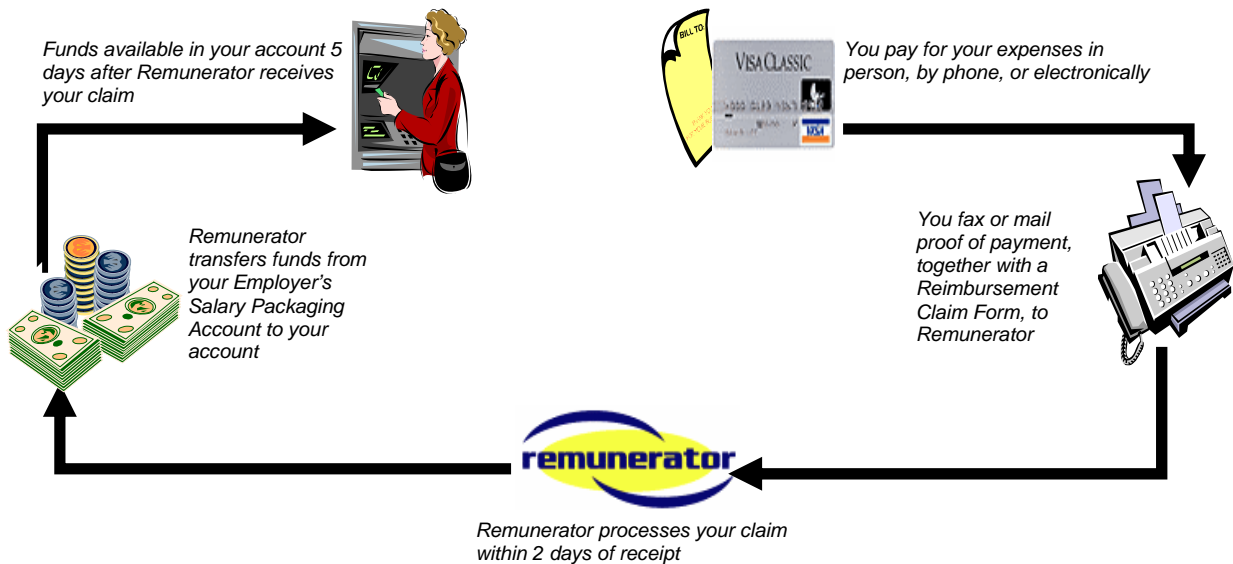 Funds available in your account 5
days after Remunerator receives
your claim
BILL TO:
VISA CLASSIC
VISA
You pay for your expenses in
person, by phone, or electronically
You fax or mail
proof of payment,
together with a
Reimbursement
Claim Form, to
Remunerator
Remunerator
transfers funds from
your Employer's
Salary Packaging
Account to your
account
remunerator
Remunerator processes your claim
within 2 days of receipt